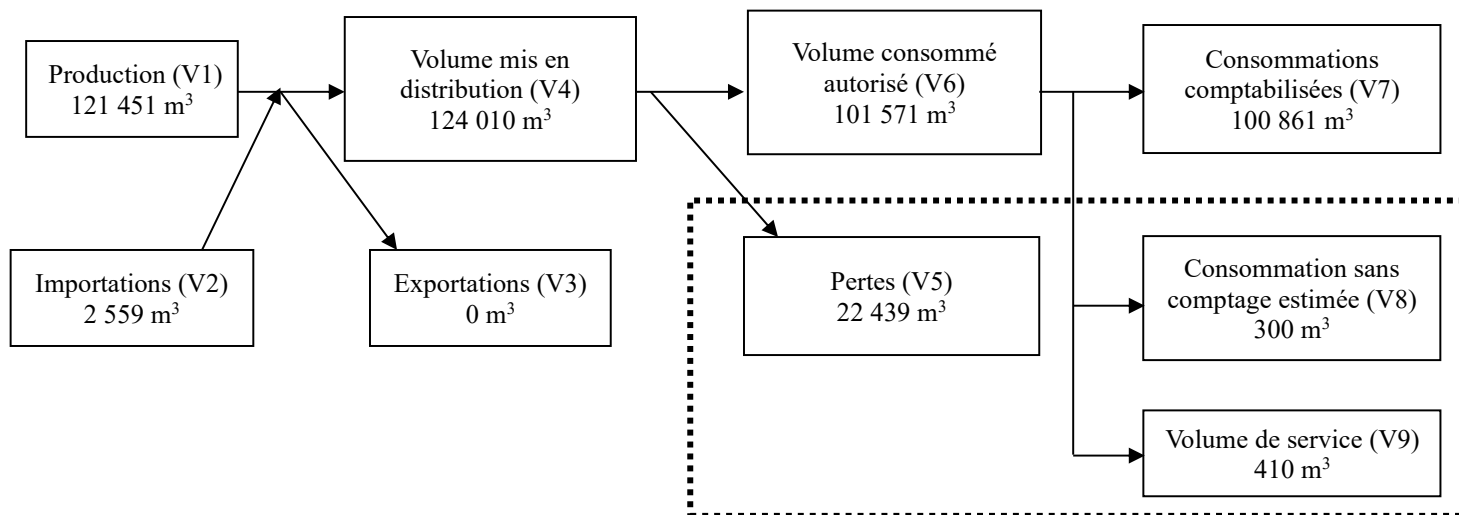 Production (V1)
121 451 m³
Volume mis en
distribution (V4)
124 010 m³
Volume consommé
autorisé (V6)
101 571 m³
Consommations
comptabilisées (V7)
100 861 m³
Importations (V2)
2 559 m³
Exportations (V3)
0 m³
Pertes (V5)
22 439 m³
Consommation sans
comptage estimée (V8)
300 m³
Volume de service (V9)
410 m³